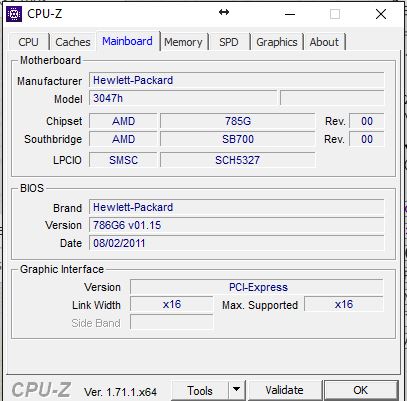 CPU-Z
CPU Caches Mainboard Memory SPD Graphics About
Motherboard
Manufacturer Hewlett-Packard
Model 3047h
Chipset AMD 785G Rev. 00
Southbridge AMD SB700 Rev. 00
LPCIO SMSC SCH5327
BIOS
Brand Hewlett-Packard
Version 786G6 v01.15
Date 08/02/2011
Graphic Interface
Version PCI-Express
Link Width x16 Max. Supported x16
Side Band
CPU-Z Ver. 1.71.1.x64 Tools Validate OK